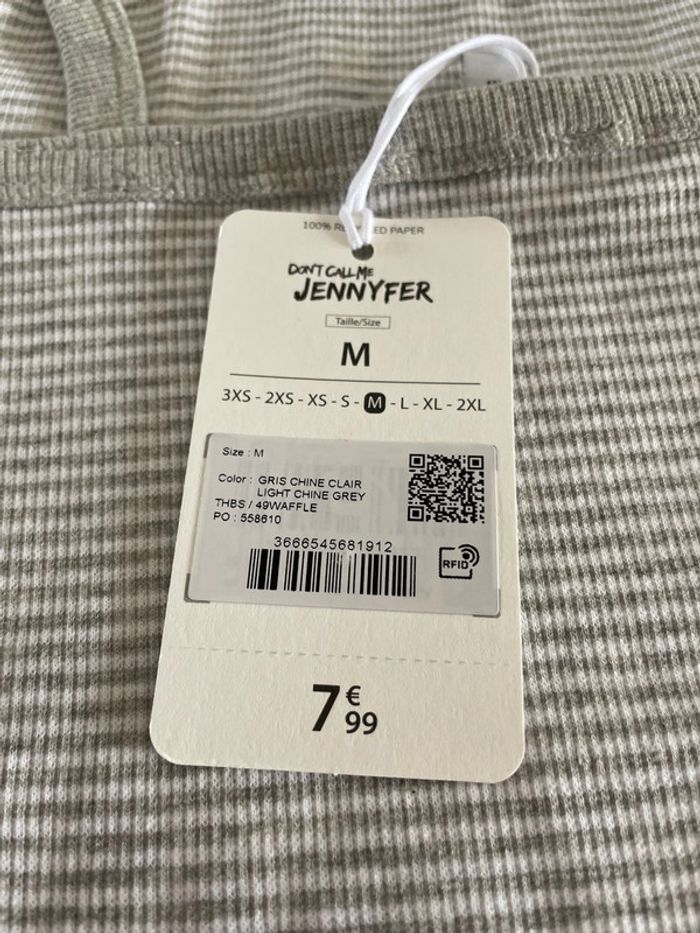 100% R ED PAPER
DON'T CALL ME
JENNYFER
Taille/Size
M
3XS - 2XS - XS - S - M - L - XL - 2XL
Size : M
Color : GRIS CHINE CLAIR
LIGHT CHINE GREY
THBS / 49WAFFLE
PO : 558610
3666545681912
RFID
7€99